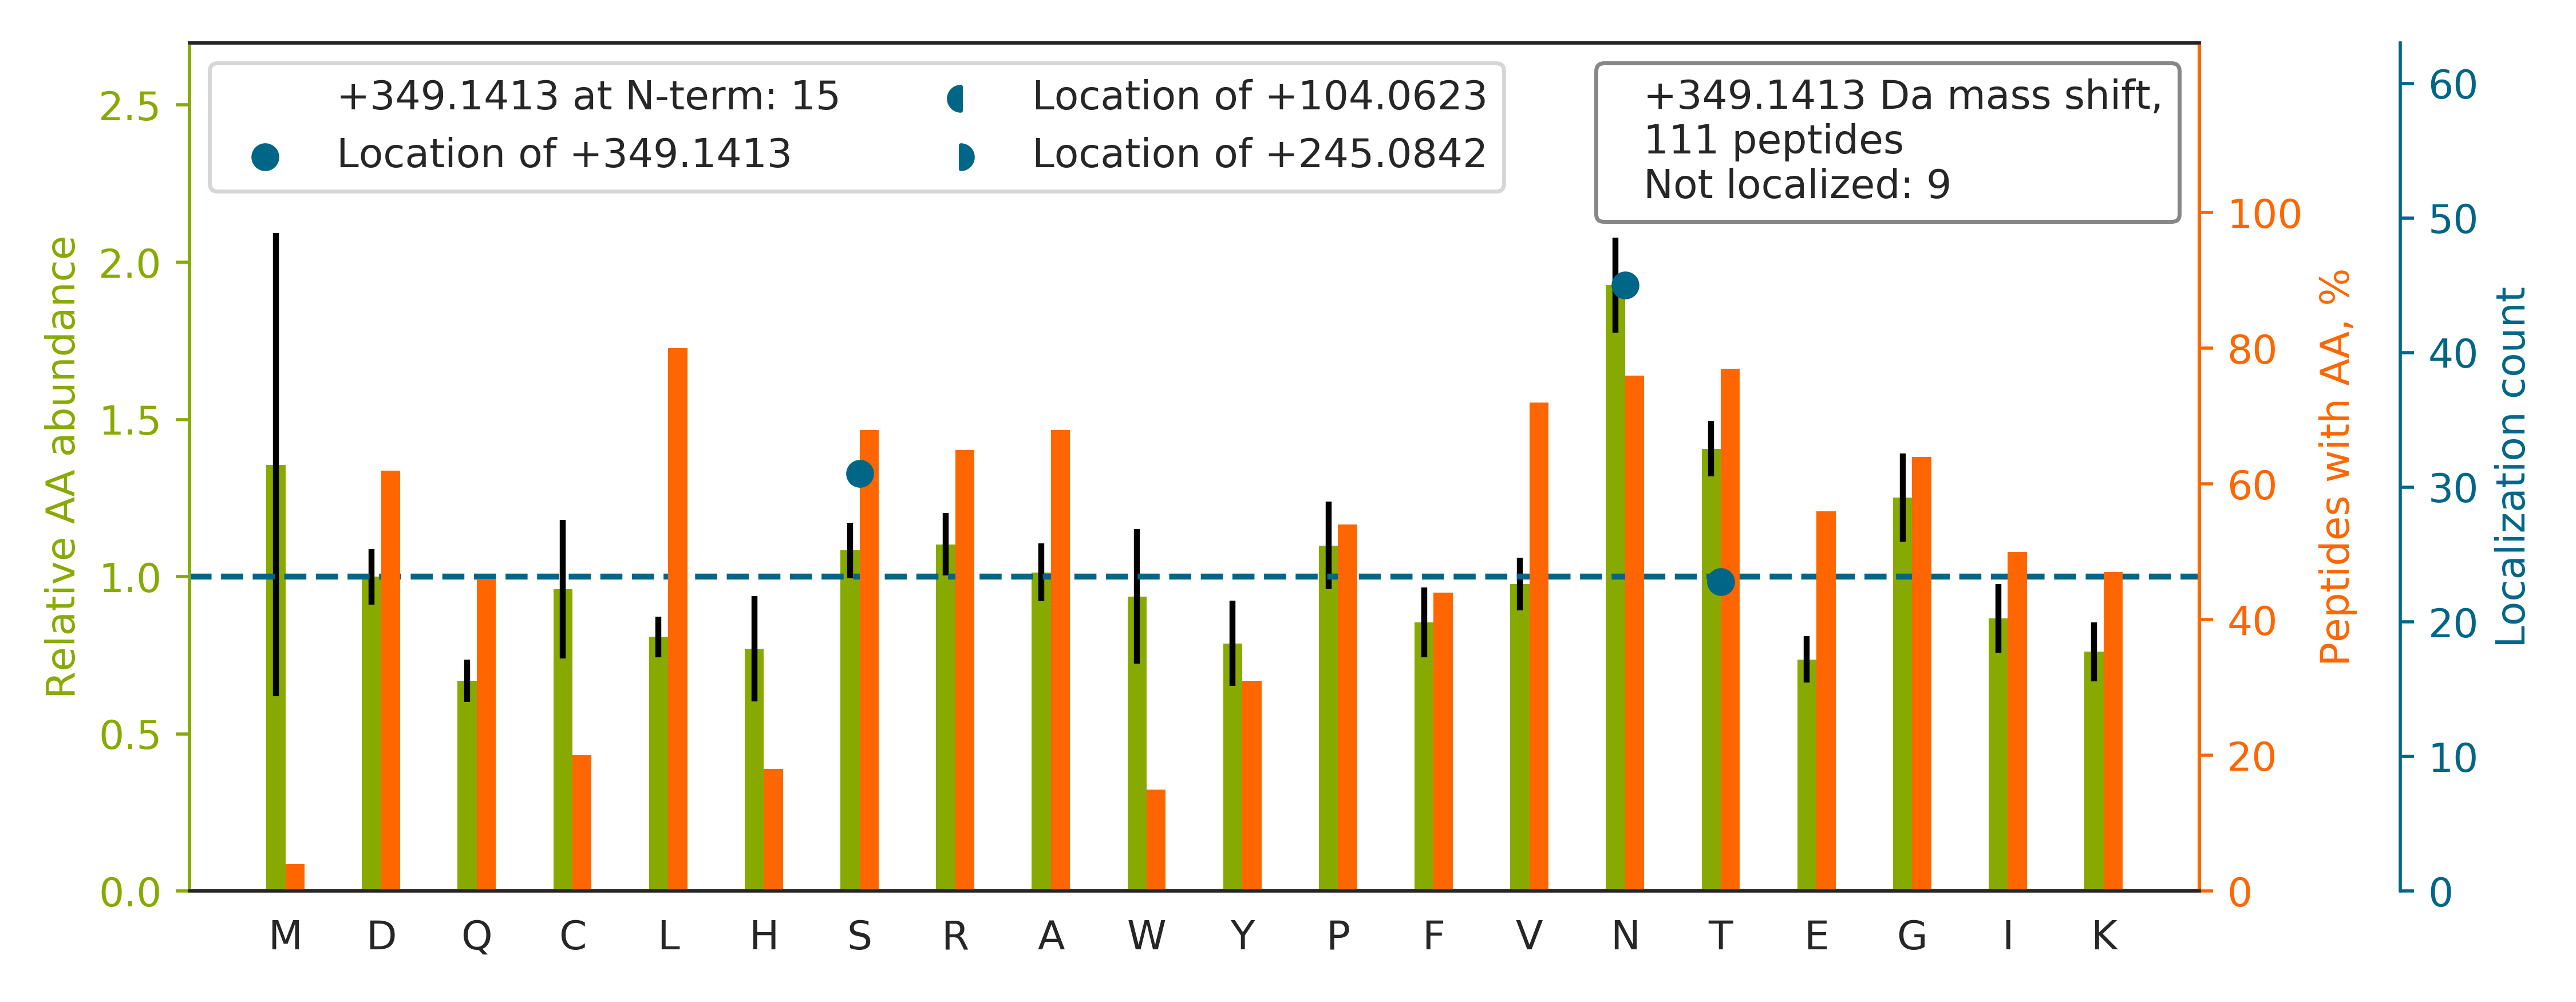 +349.1413 at N-term: 15
Location of +349.1413
Location of +104.0623
Location of +245.0842
+349.1413 Da mass shift,
111 peptides
Not localized: 9
Relative AA abundance
2.5
2.0
1.5
1.0
0.5
0.0
100
80
60
40
20
0
Peptides with AA, %
60
50
40
30
20
10
0
Localization count
M D Q C L H S R A W Y P F V N T E G I K